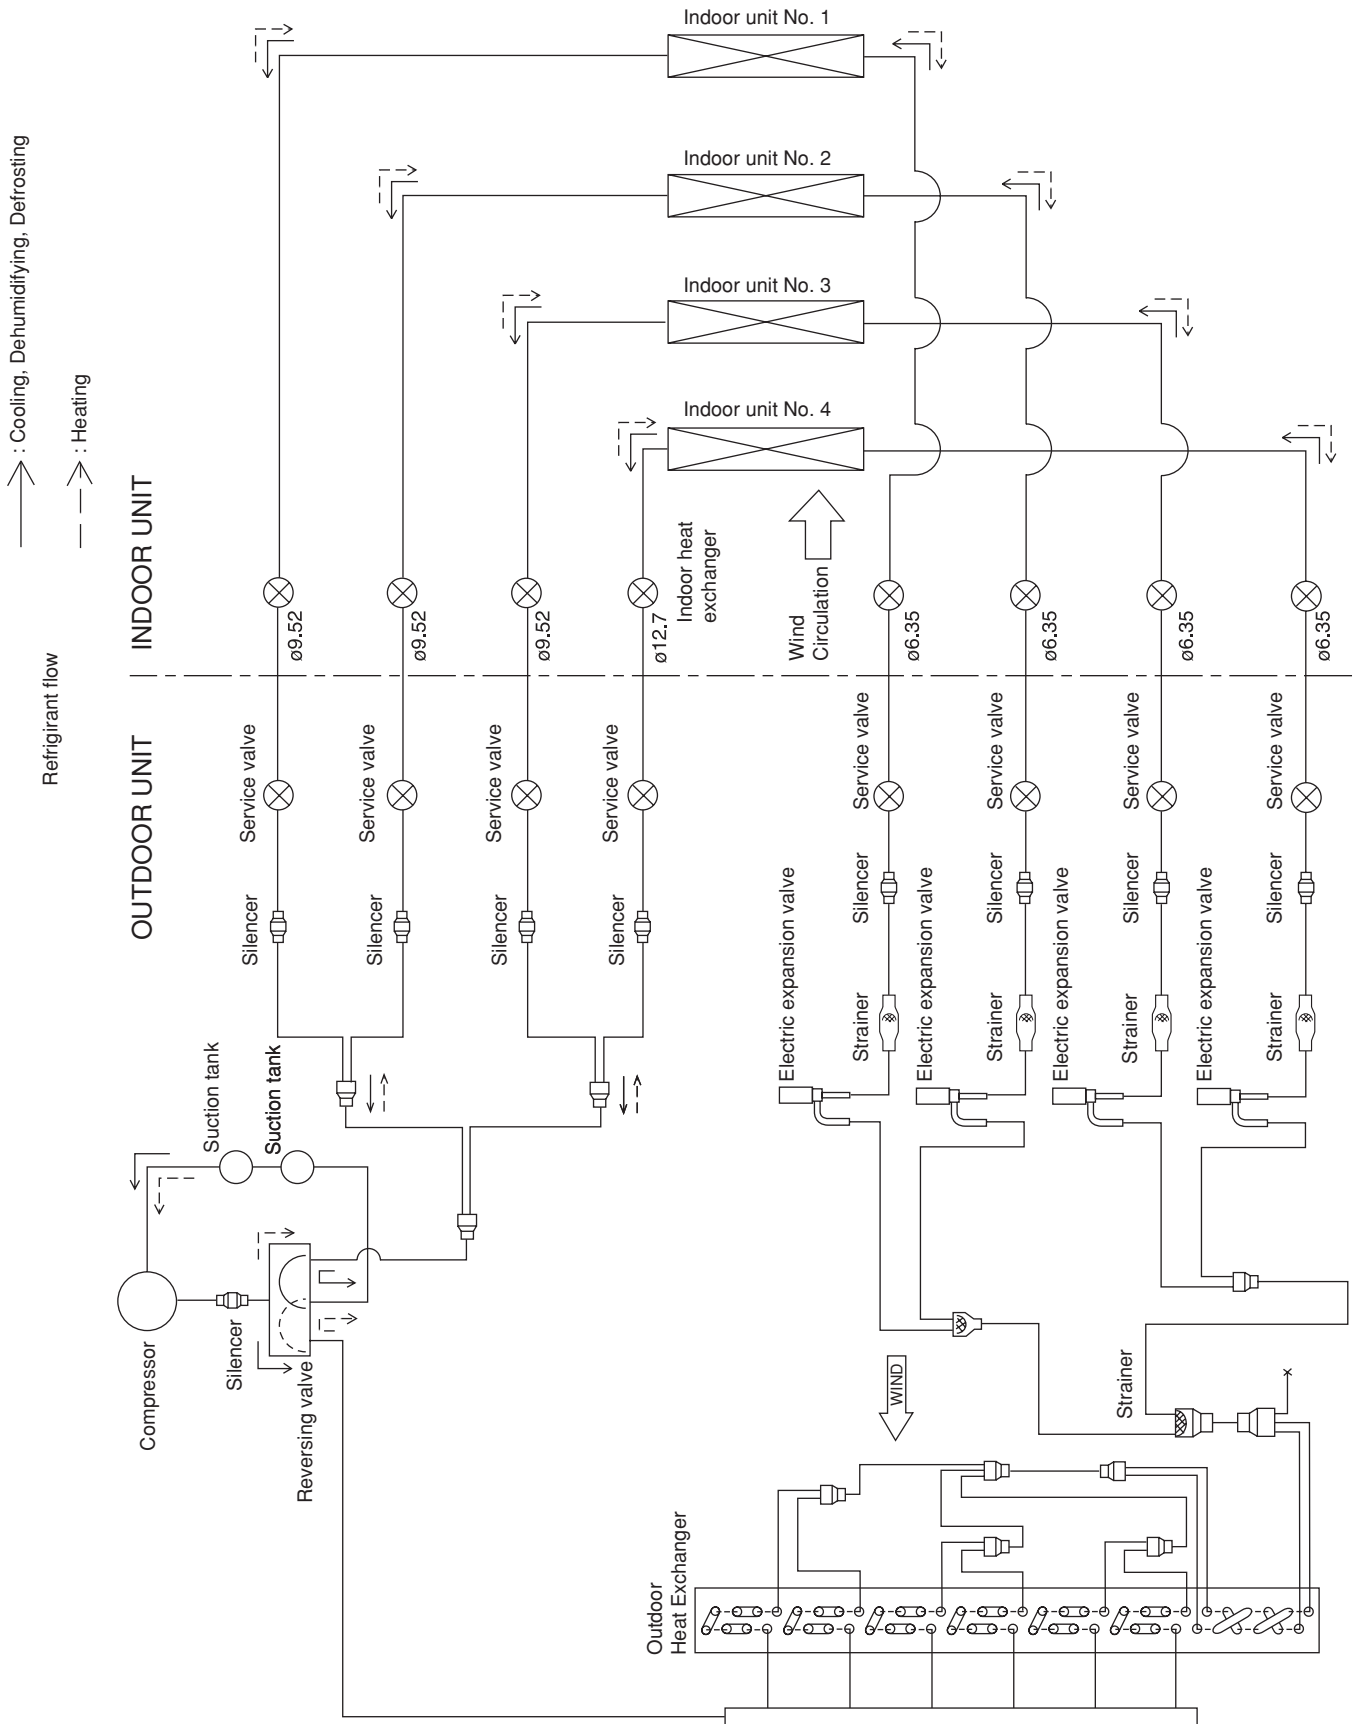 Refrigirant flow
: Cooling, Dehumidifying, Defrosting
: Heating
OUTDOOR UNIT
INDOOR UNIT
Indoor unit No. 1
Indoor unit No. 2
Indoor unit No. 3
Indoor unit No. 4
ø9.52
ø9.52
ø9.52
ø12.7
Indoor heat
exchanger
Wind
Circulation
ø6.35
ø6.35
ø6.35
ø6.35
Service valve
Service valve
Service valve
Service valve
Service valve
Service valve
Service valve
Service valve
Silencer
Silencer
Silencer
Silencer
Silencer
Silencer
Silencer
Silencer
Electric expansion valve
Electric expansion valve
Electric expansion valve
Electric expansion valve
Strainer
Strainer
Strainer
Strainer
Suction tank
Suction tank
Compressor
Silencer
Reversing valve
WIND
Strainer
Outdoor
Heat Exchanger